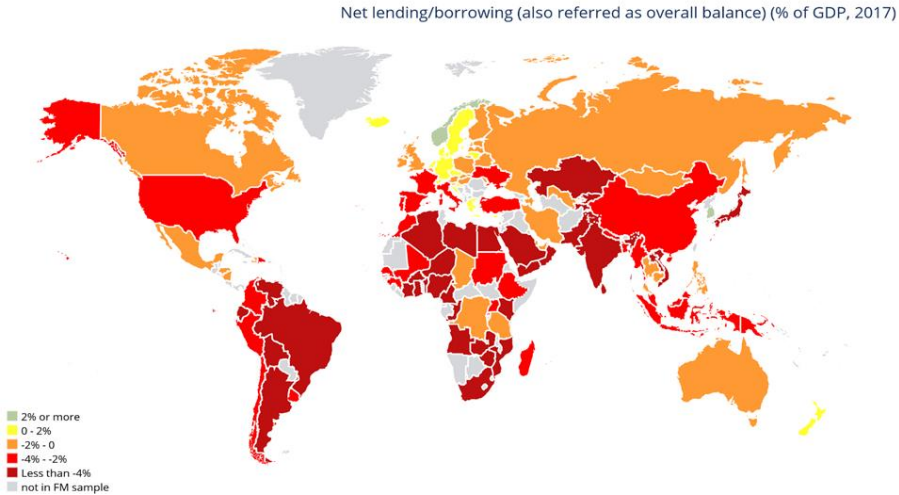 Net lending/borrowing (also referred as overall balance) (% of GDP, 2017)
2% or more
0 - 2%
-2% - 0
-4% - -2%
Less than -4%
not in FM sample